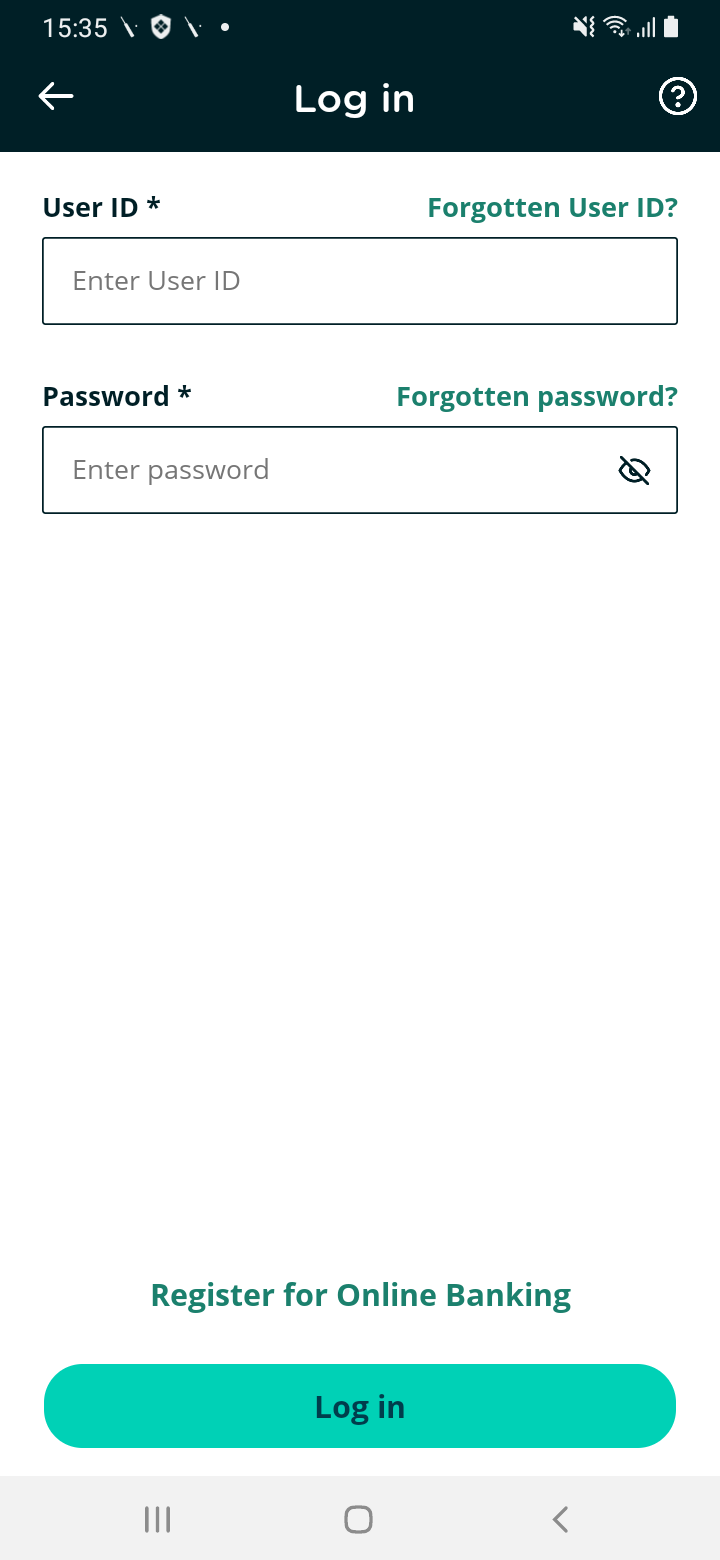 15:35
Log in
User ID *
Forgotten User ID?
Enter User ID
Password *
Forgotten password?
Enter password
Register for Online Banking
Log in